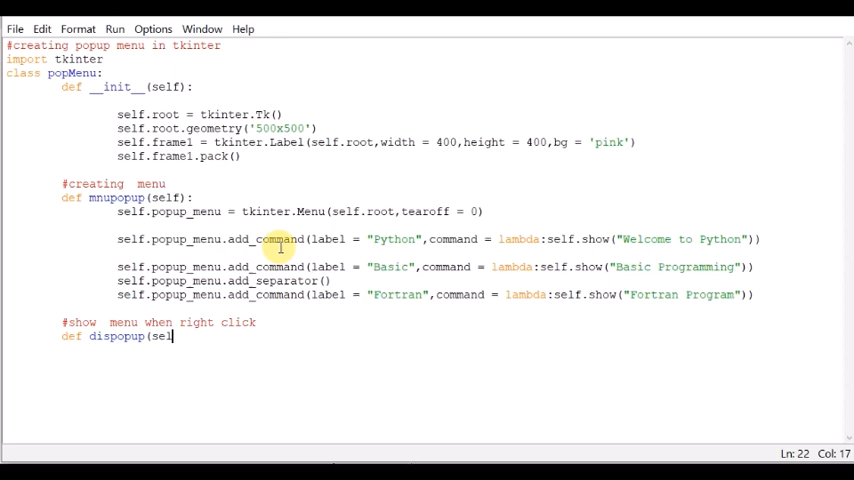 File Edit Format Run Options Window Help
#creating popup menu in tkinter
import tkinter
class popMenu:
def __init__(self):
self.root = tkinter.Tk()
self.root.geometry('500x500')
self.frame1 = tkinter.Label(self.root,width = 400,height = 400,bg = 'pink')
self.frame1.pack()
#creating  menu
def mnupopup(self):
self.popup_menu = tkinter.Menu(self.root,tearoff = 0)
self.popup_menu.add_command(label = "Python",command = lambda:self.show("Welcome to Python"))
self.popup_menu.add_command(label = "Basic",command = lambda:self.show("Basic Programming"))
self.popup_menu.add_separator()
self.popup_menu.add_command(label = "Fortran",command = lambda:self.show("Fortran Program"))
#show  menu when right click
def dispopup(sel
Ln: 22 Col: 17